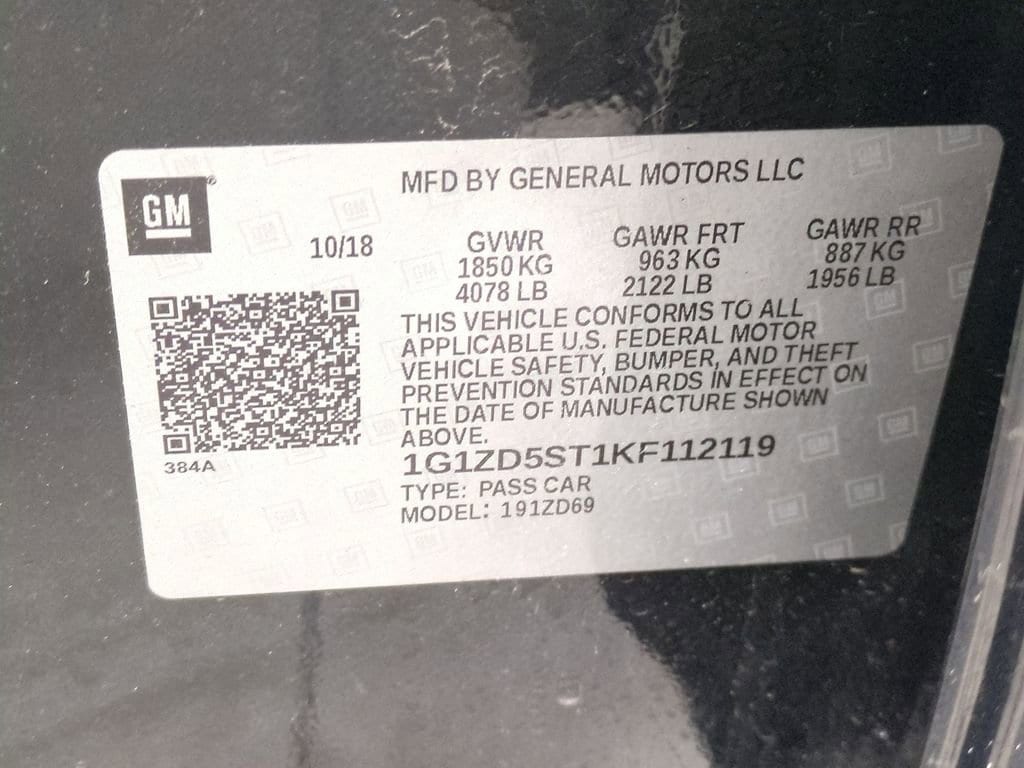 GM
MFD BY GENERAL MOTORS LLC
10/18
GVWR GAWR FRT GAWR RR
1850 KG 963 KG 887 KG
4078 LB 2122 LB 1956 LB
THIS VEHICLE CONFORMS TO ALL
APPLICABLE U.S. FEDERAL MOTOR
VEHICLE SAFETY, BUMPER, AND THEFT
PREVENTION STANDARDS IN EFFECT ON
THE DATE OF MANUFACTURE SHOWN
ABOVE.
384A
1G1ZD5ST1KF112119
TYPE: PASS CAR
MODEL: 191ZD69